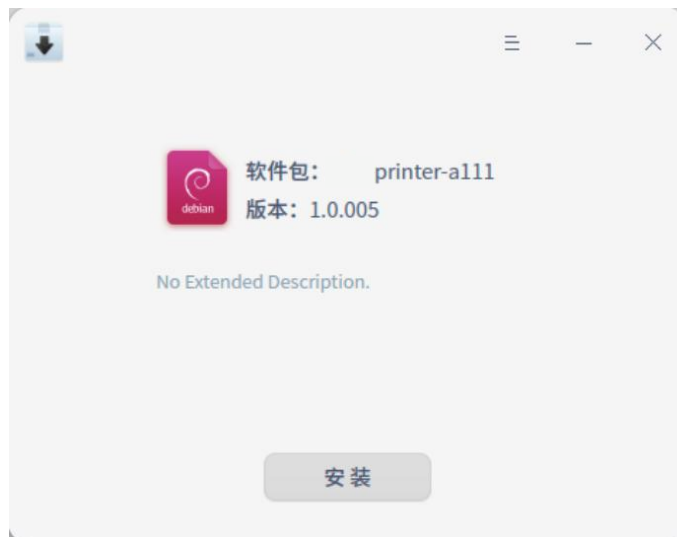 软件包： printer-a111
debian
版本：1.0.005
No Extended Description.
安装